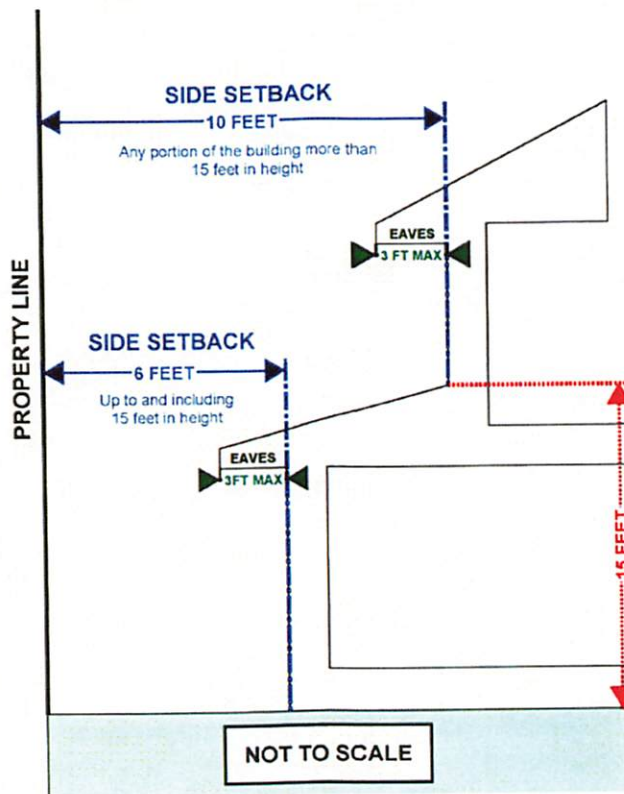 SIDE SETBACK
10 FEET
Any portion of the building more than
15 feet in height
EAVES
3 FT MAX
PROPERTY LINE
SIDE SETBACK
6 FEET
Up to and including
15 feet in height
EAVES
3FT MAX
15 FEET
NOT TO SCALE